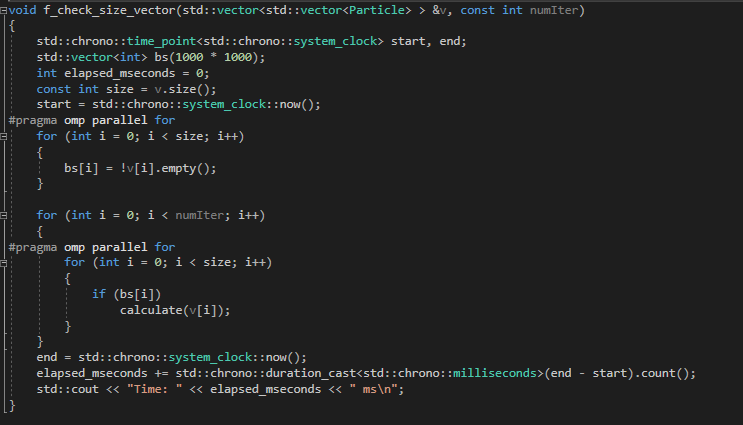 void f_check_size_vector(std::vector<std::vector<Particle> > &v, const int numIter)
{
    std::chrono::time_point<std::chrono::system_clock> start, end;
    std::vector<int> bs(1000 * 1000);
    int elapsed_mseconds = 0;
    const int size = v.size();
    start = std::chrono::system_clock::now();
#pragma omp parallel for
    for (int i = 0; i < size; i++)
    {
        bs[i] = !v[i].empty();
    }

    for (int i = 0; i < numIter; i++)
    {
#pragma omp parallel for
        for (int i = 0; i < size; i++)
        {
            if (bs[i])
                calculate(v[i]);
        }
    }
    end = std::chrono::system_clock::now();
    elapsed_mseconds += std::chrono::duration_cast<std::chrono::milliseconds>(end - start).count();
    std::cout << "Time: " << elapsed_mseconds << " ms\n";
}